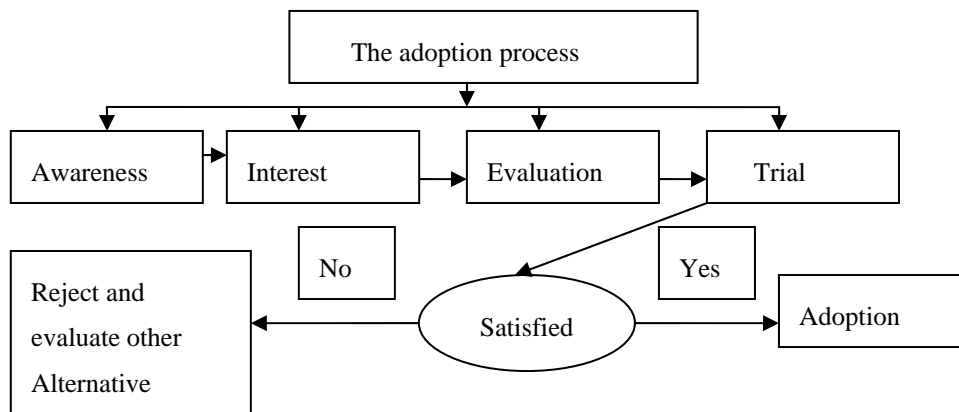 The adoption process
Awareness
Interest
Evaluation
Trial
No
Yes
Reject and
evaluate other
Alternative
Satisfied
Adoption